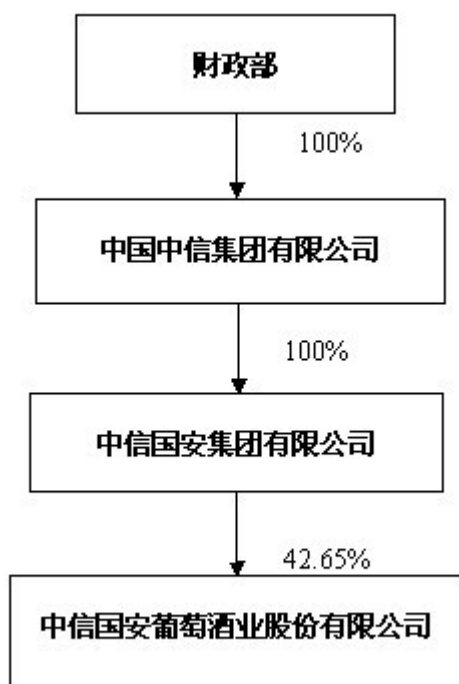 财政部
100%
中国中信集团有限公司
100%
中信国安集团有限公司
42.65%
中信国安葡萄酒业股份有限公司